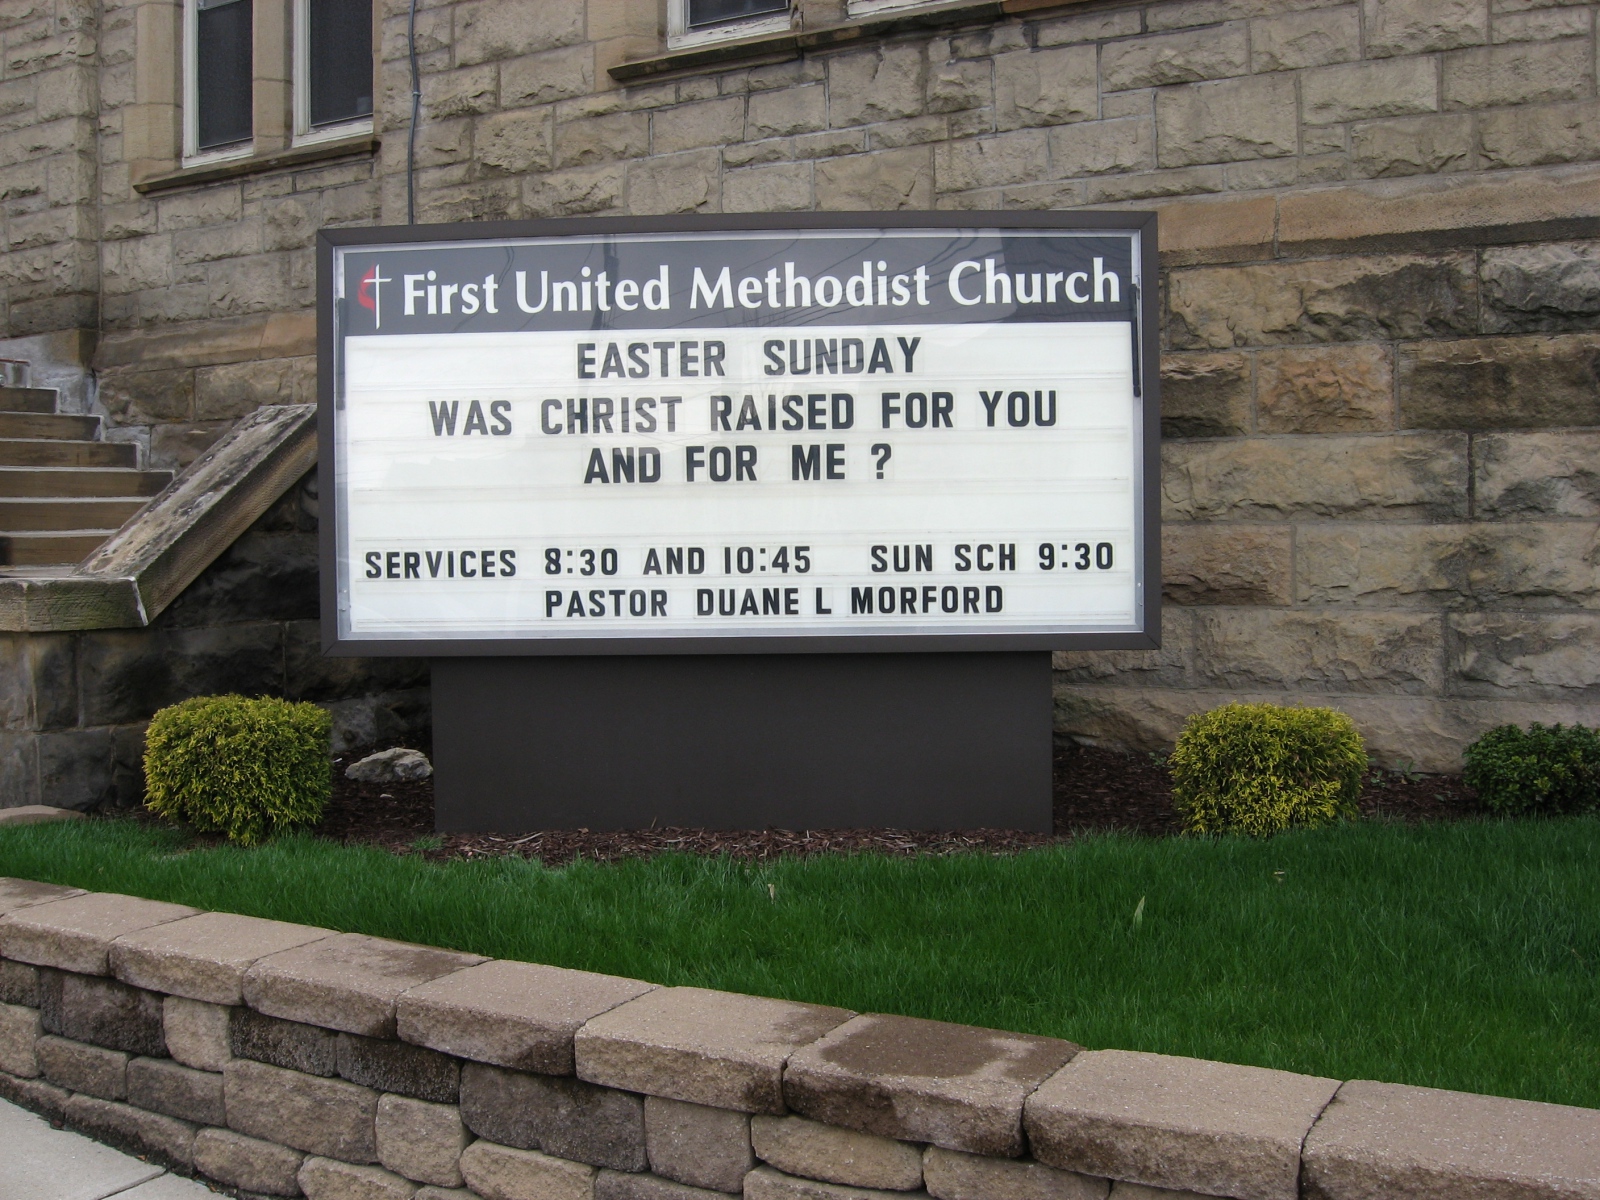 First United Methodist Church
EASTER SUNDAY
WAS CHRIST RAISED FOR YOU
AND FOR ME ?
SERVICES 8:30 AND 10:45 SUN SCH 9:30
PASTOR DUANE L MORFORD